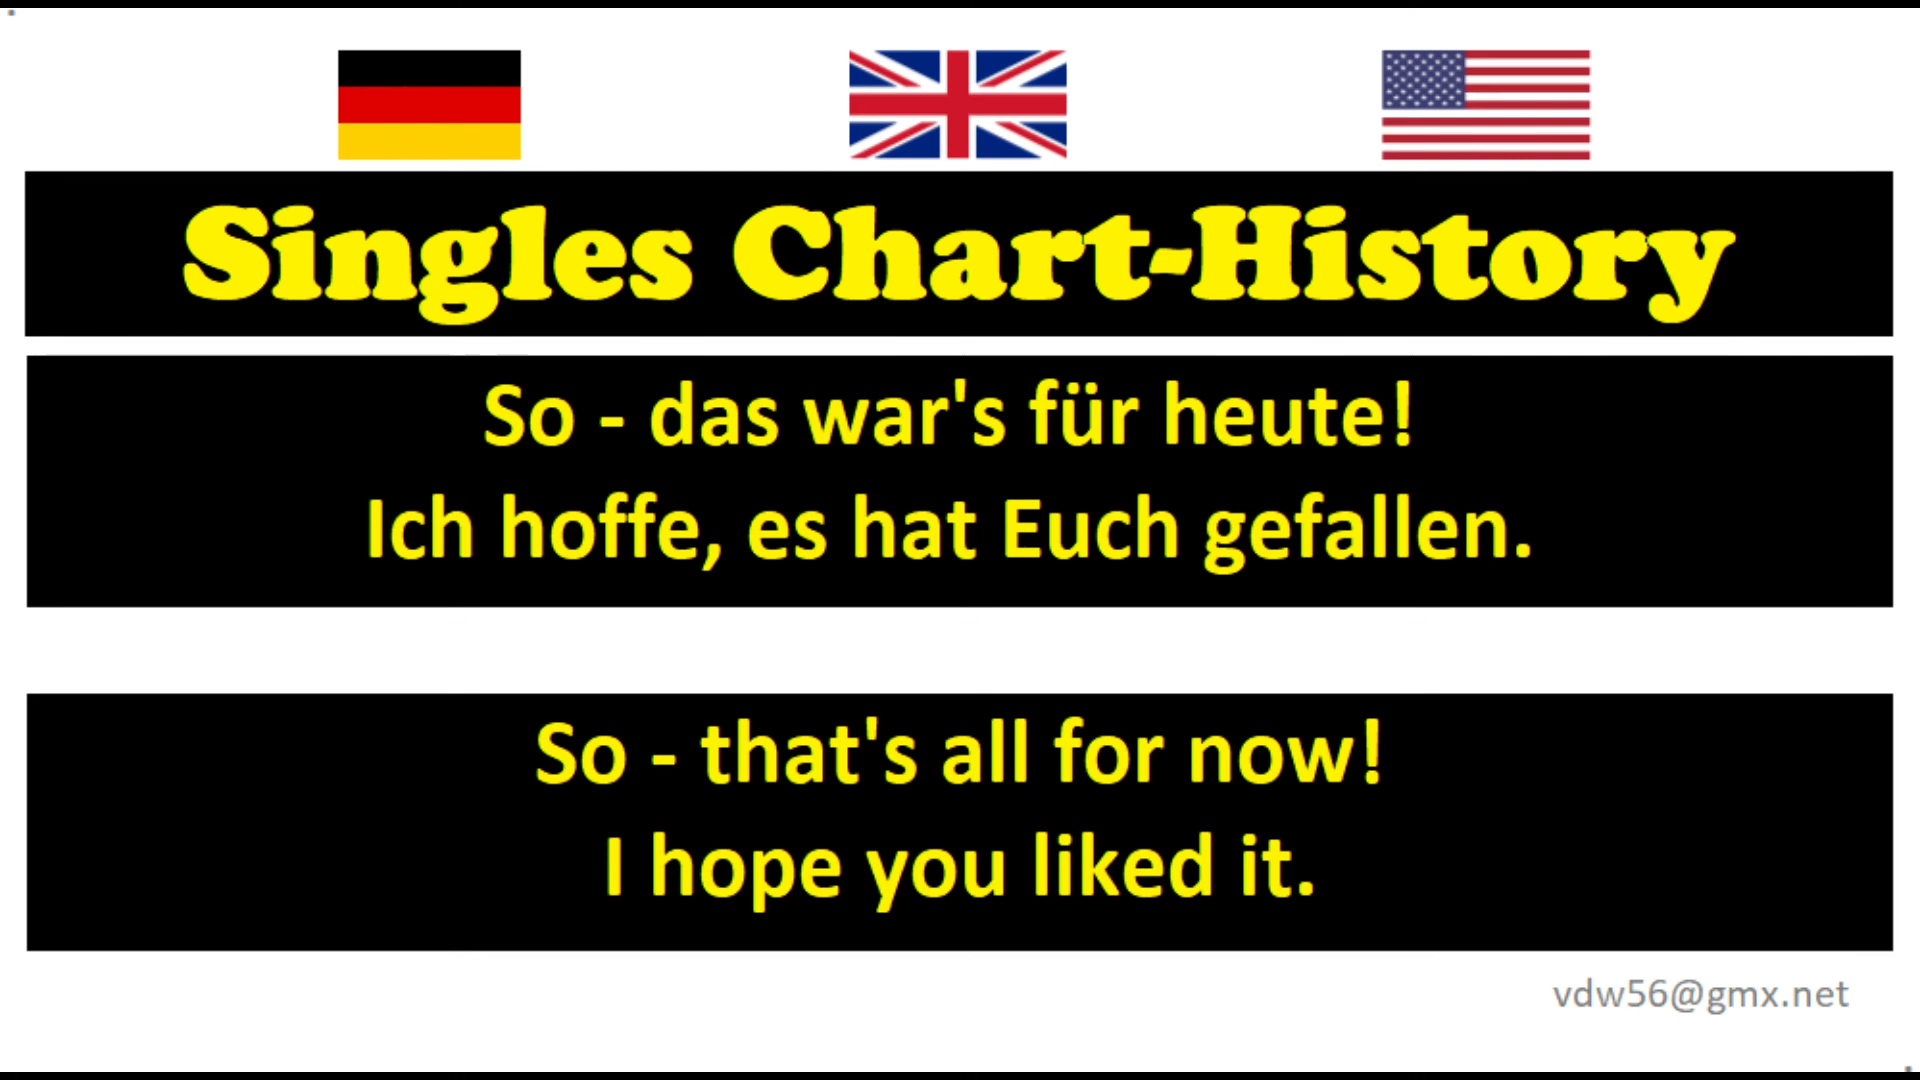 Singles Chart-History
So - das war's für heute!
Ich hoffe, es hat Euch gefallen.
So - that's all for now!
I hope you liked it.
vdw56@gmx.net